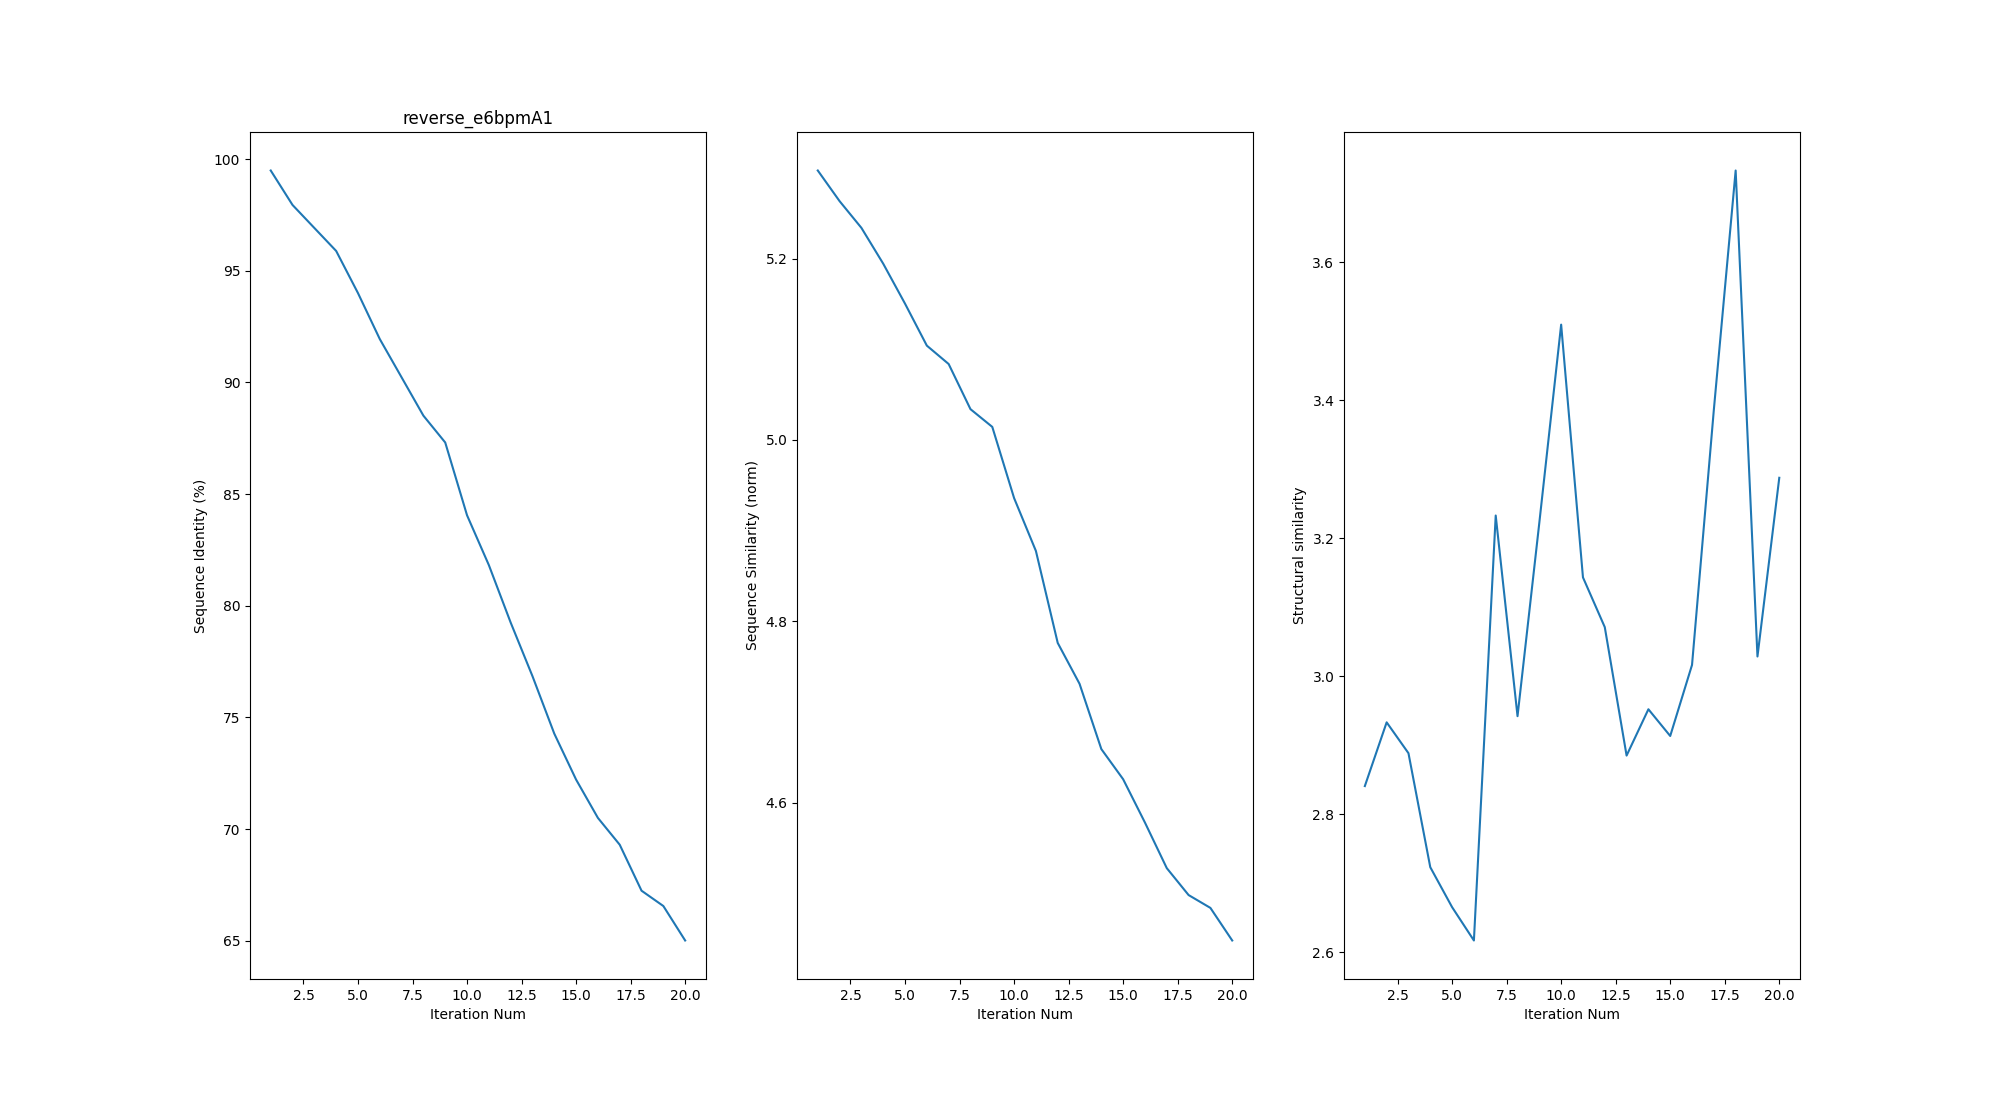 reverse_e6bpmA1
Sequence Identity (%)
100
95
90
85
80
75
70
65
2.5 5.0 7.5 10.0 12.5 15.0 17.5 20.0
Iteration Num
Sequence Similarity (norm)
5.2
5.0
4.8
4.6
2.5 5.0 7.5 10.0 12.5 15.0 17.5 20.0
Iteration Num
Structural similarity
3.6
3.4
3.2
3.0
2.8
2.6
2.5 5.0 7.5 10.0 12.5 15.0 17.5 20.0
Iteration Num